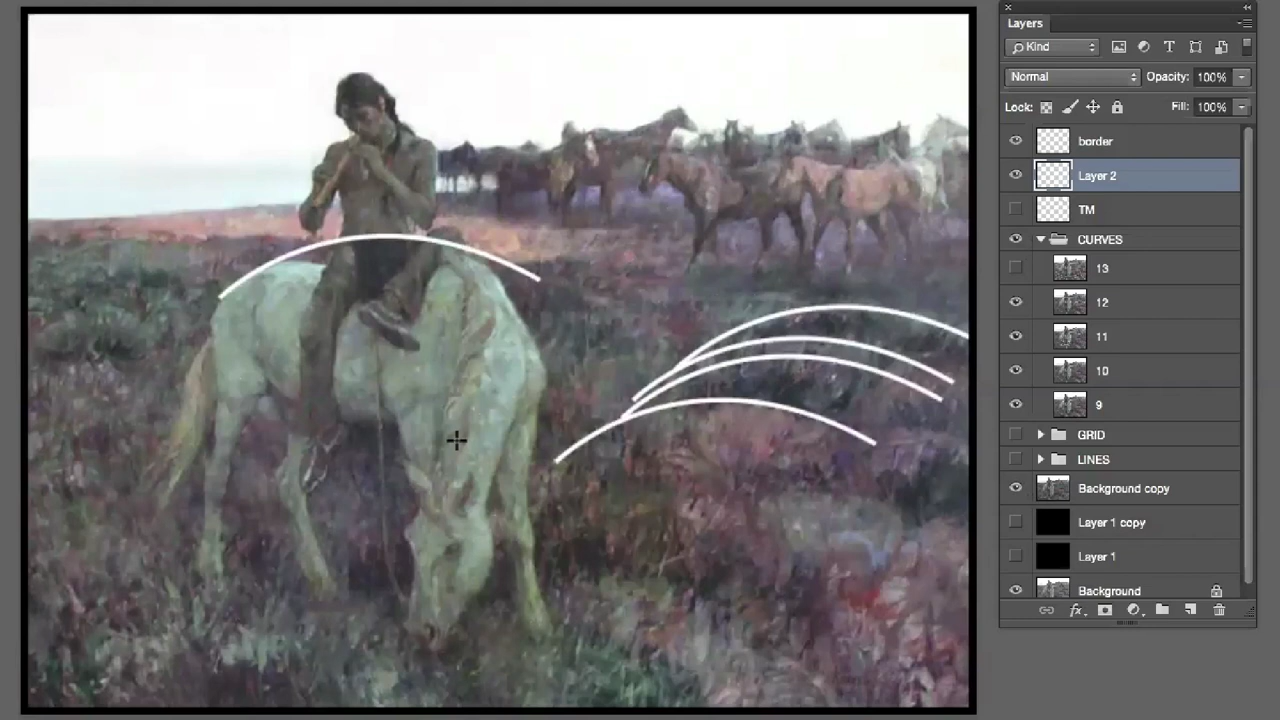 Layers
Kind
Normal
Opacity: 100%
Lock:
Fill: 100%
border
Layer 2
TM
CURVES
13
12
11
10
9
GRID
LINES
Background copy
Layer 1 copy
Layer 1
Background
fx